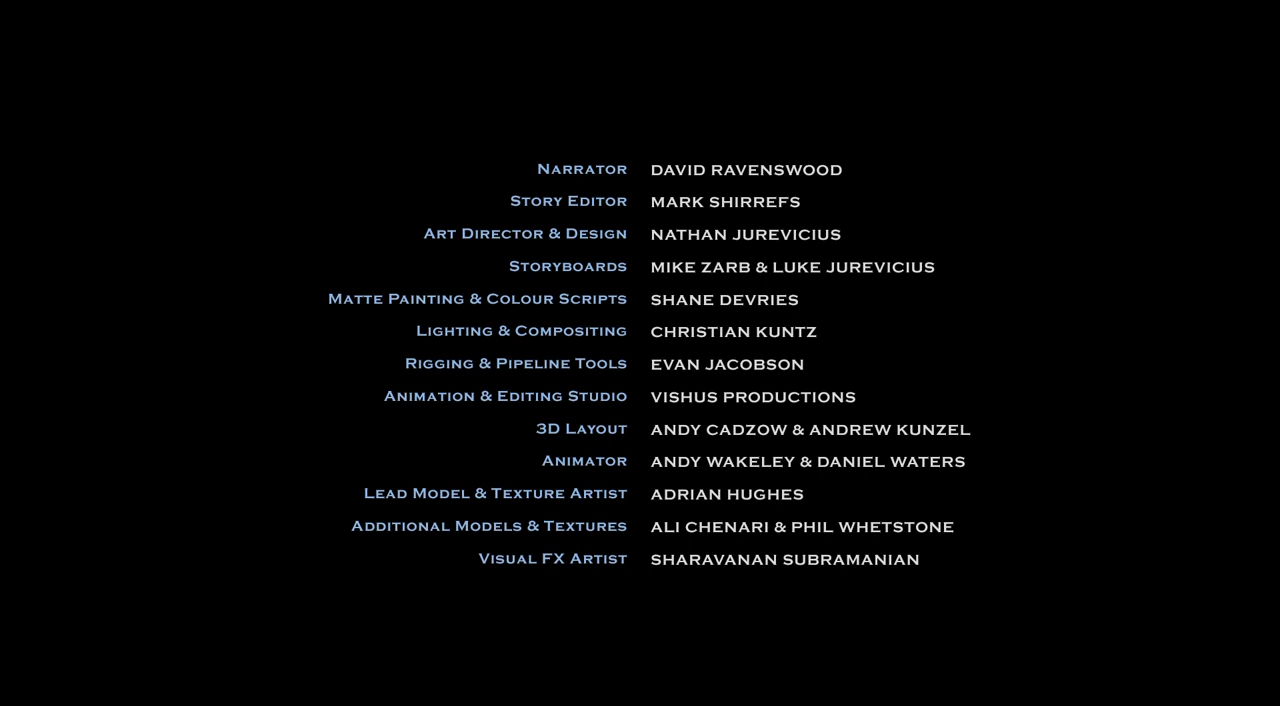 Narrator DAVID RAVENSWOOD
Story Editor MARK SHIRREFS
Art Director & Design NATHAN JUREVICIUS
Storyboards MIKE ZARB & LUKE JUREVICIUS
Matte Painting & Colour Scripts SHANE DEVRIES
Lighting & Compositing CHRISTIAN KUNTZ
Rigging & Pipeline Tools EVAN JACOBSON
Animation & Editing Studio VISHUS PRODUCTIONS
3D Layout ANDY CADZOW & ANDREW KUNZEL
Animator ANDY WAKELEY & DANIEL WATERS
Lead Model & Texture Artist ADRIAN HUGHES
Additional Models & Textures ALI CHENARI & PHIL WHETSTONE
Visual FX Artist SHARAVANAN SUBRAMANIAN